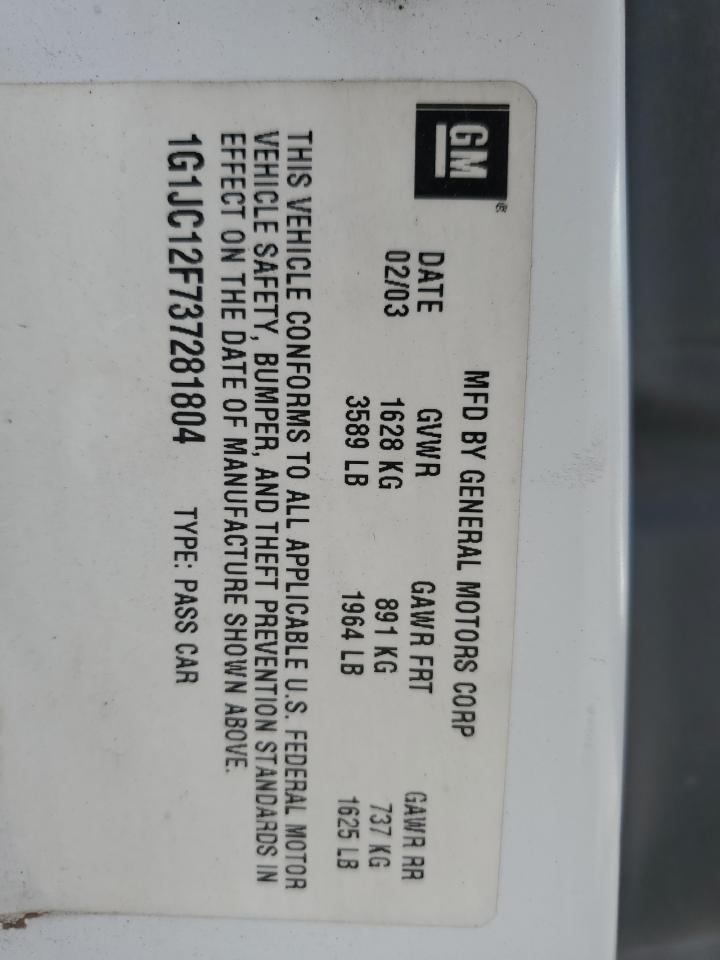 GM®
MFD BY GENERAL MOTORS CORP
DATE GVWR GAWR FRT GAWR RR
02/03 1628 KG 891 KG 737 KG
3589 LB 1964 LB 1625 LB
THIS VEHICLE CONFORMS TO ALL APPLICABLE U.S. FEDERAL MOTOR
VEHICLE SAFETY, BUMPER, AND THEFT PREVENTION STANDARDS IN
EFFECT ON THE DATE OF MANUFACTURE SHOWN ABOVE.
1G1JC12F737281804 TYPE: PASS CAR